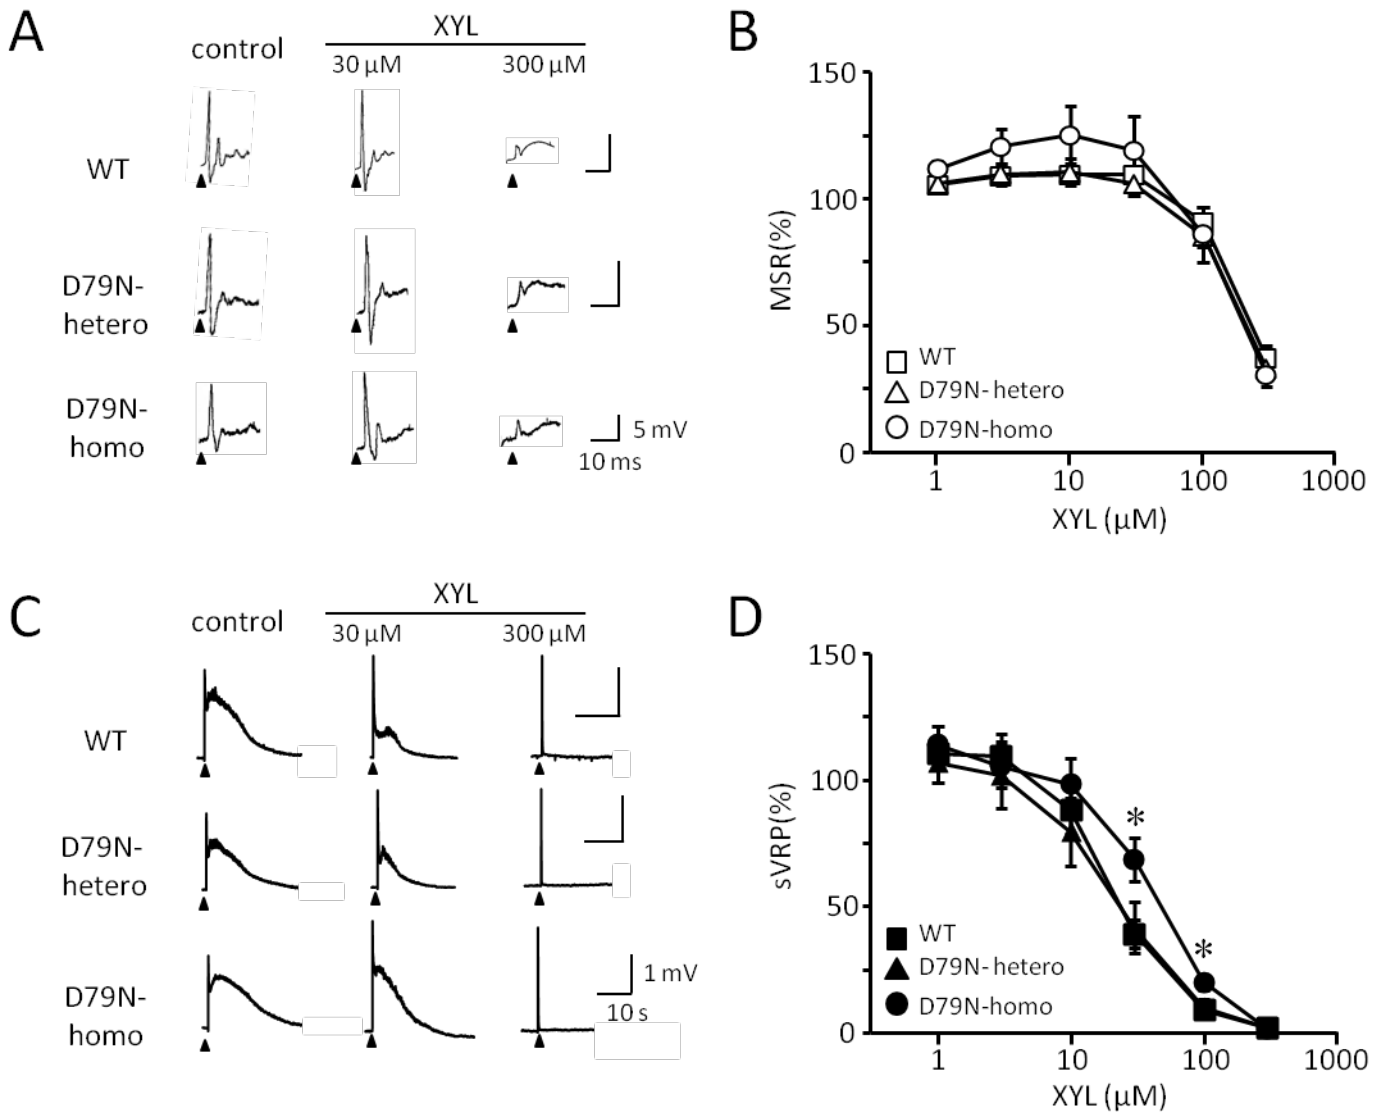 A
control
XYL
30 μM
300 μM
WT
D79N-
hetero
D79N-
homo
5 mV
10 ms
B
150
100
50
0
MSR(%)
WT
D79N-hetero
D79N-homo
1
10
100
1000
XYL (μM)
C
control
XYL
30 μM
300 μM
WT
D79N-
hetero
D79N-
homo
1 mV
10 s
D
150
100
50
0
sVRP(%)
*
*
WT
D79N-hetero
D79N-homo
1
10
100
1000
XYL (μM)